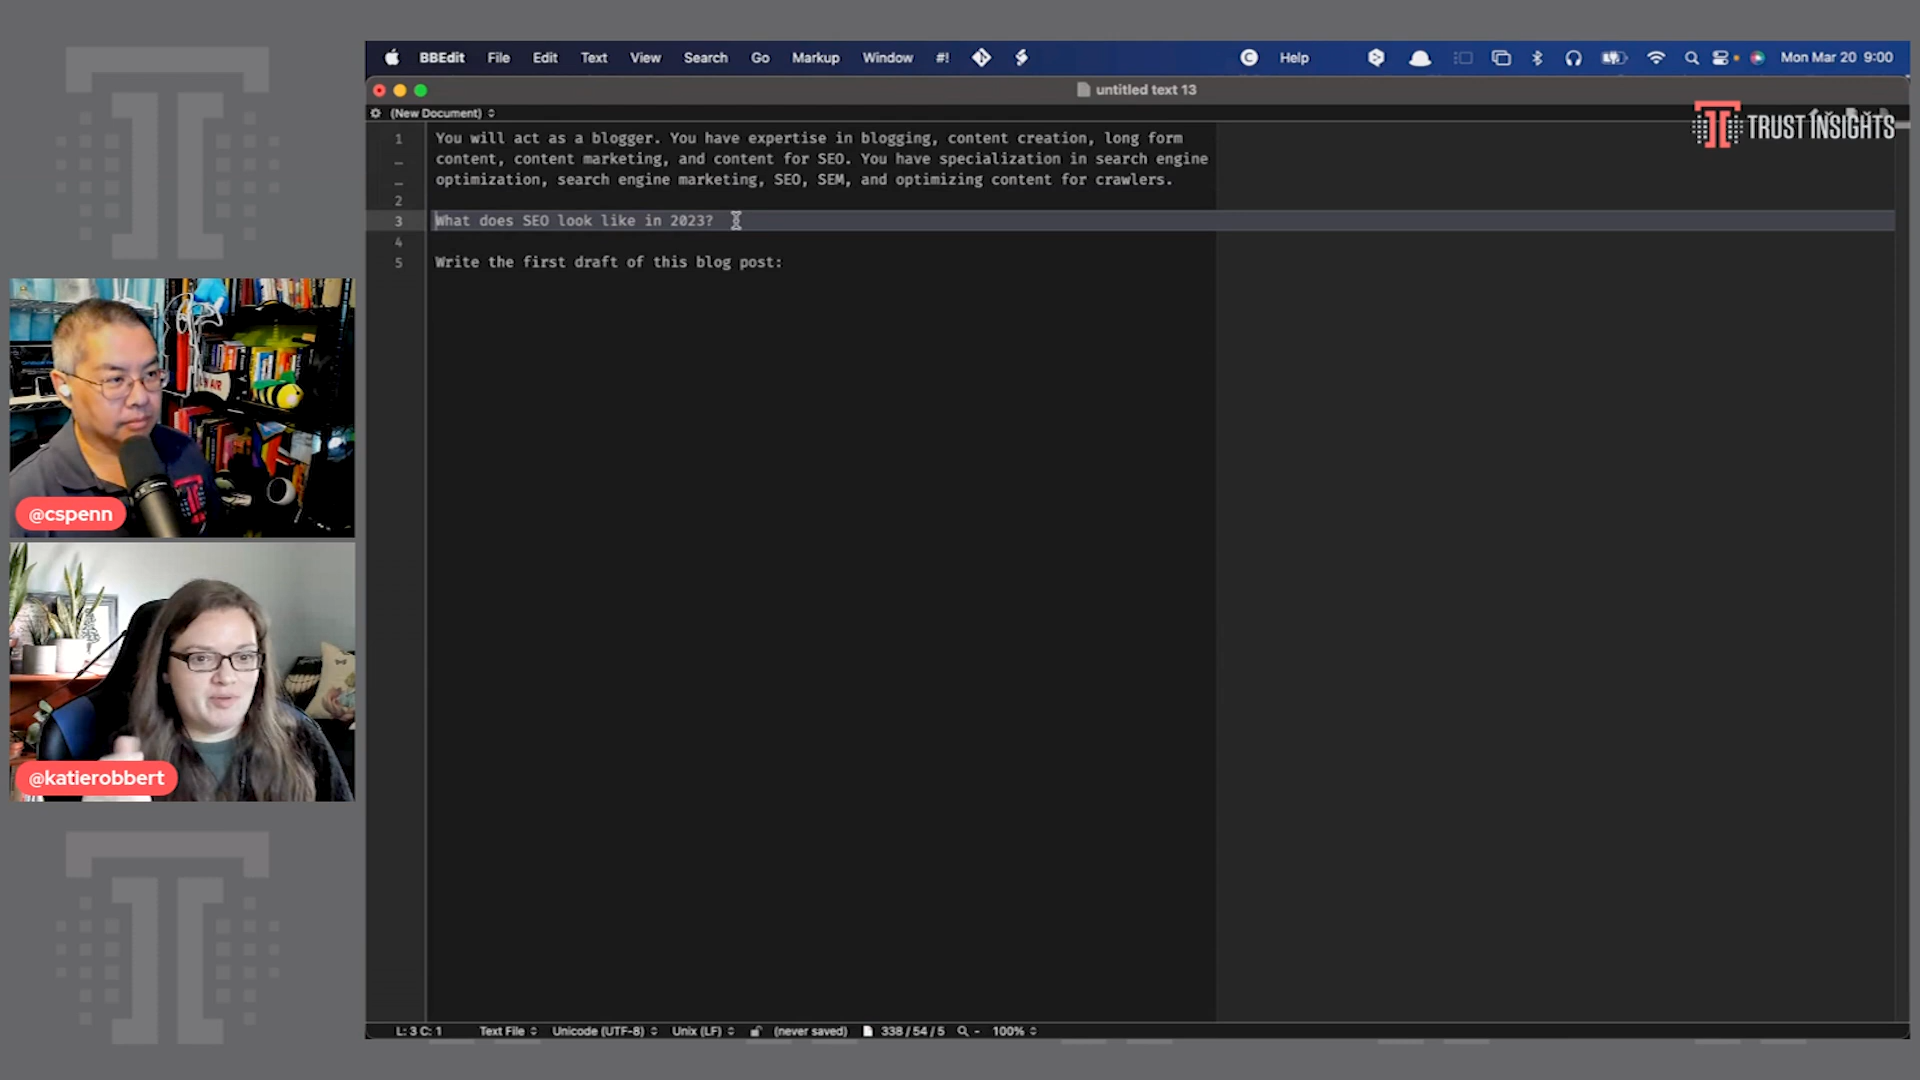 BBEdit File Edit Text View Search Go Markup Window #! Help Mon Mar 20 9:00
untitled text 13
(New Document)
TRUST INSIGHTS
1 You will act as a blogger. You have expertise in blogging, content creation, long form
content, content marketing, and content for SEO. You have specialization in search engine
optimization, search engine marketing, SEO, SEM, and optimizing content for crawlers.
2
3 What does SEO look like in 2023?
4
5 Write the first draft of this blog post:
@cspenn
@katierobbert
L: 3 C: 1 Text File Unicode (UTF-8) Unix (LF) (never saved) 338 / 54 / 5 100%